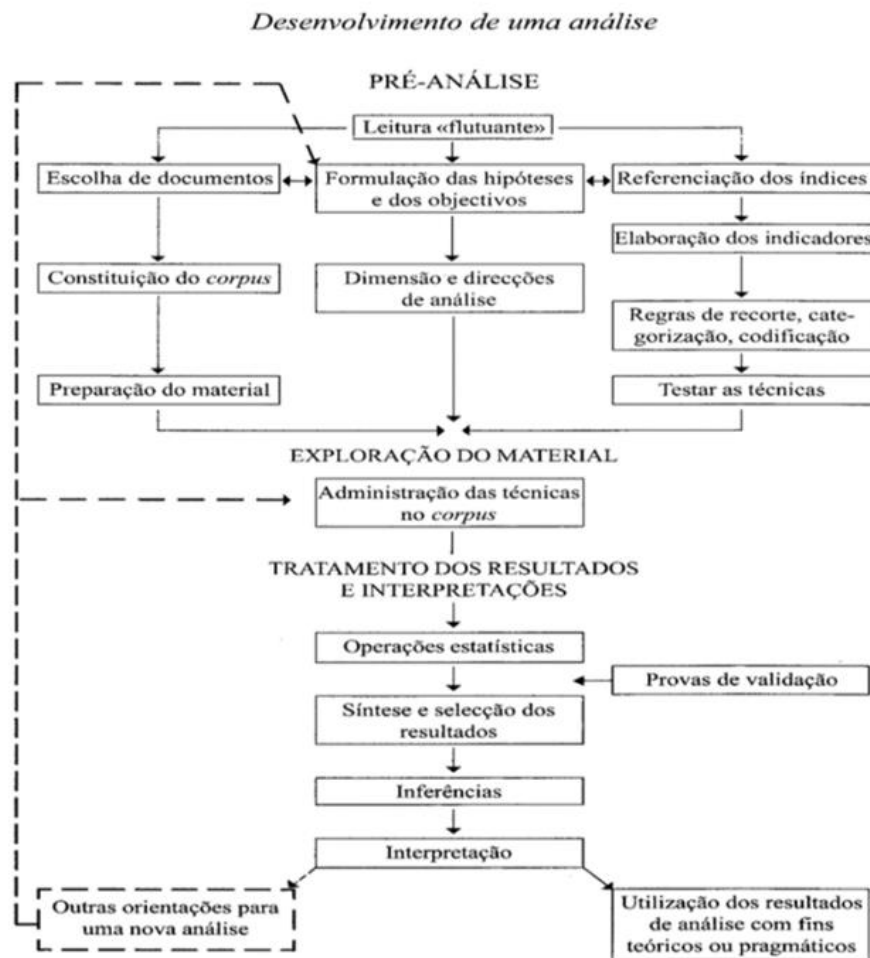 Desenvolvimento de uma análise
PRÉ-ANÁLISE
Leitura «flutuante»
Escolha de documentos
Formulação das hipóteses
e dos objectivos
Referenciação dos índices
Elaboração dos indicadores
Constituição do corpus
Dimensão e direcções
de análise
Regras de recorte, cate-
gorização, codificação
Preparação do material
Testar as técnicas
EXPLORAÇÃO DO MATERIAL
Administração das técnicas
no corpus
TRATAMENTO DOS RESULTADOS
E INTERPRETAÇÕES
Operações estatísticas
Provas de validação
Síntese e selecção dos
resultados
Inferências
Interpretação
Outras orientações para
uma nova análise
Utilização dos resultados
de análise com fins
teóricos ou pragmáticos